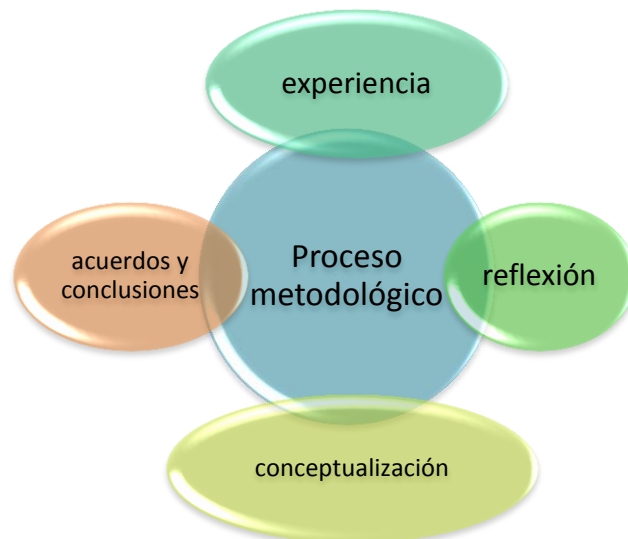 experiencia
Proceso
metodológico
reflexión
acuerdos y
conclusiones
conceptualización